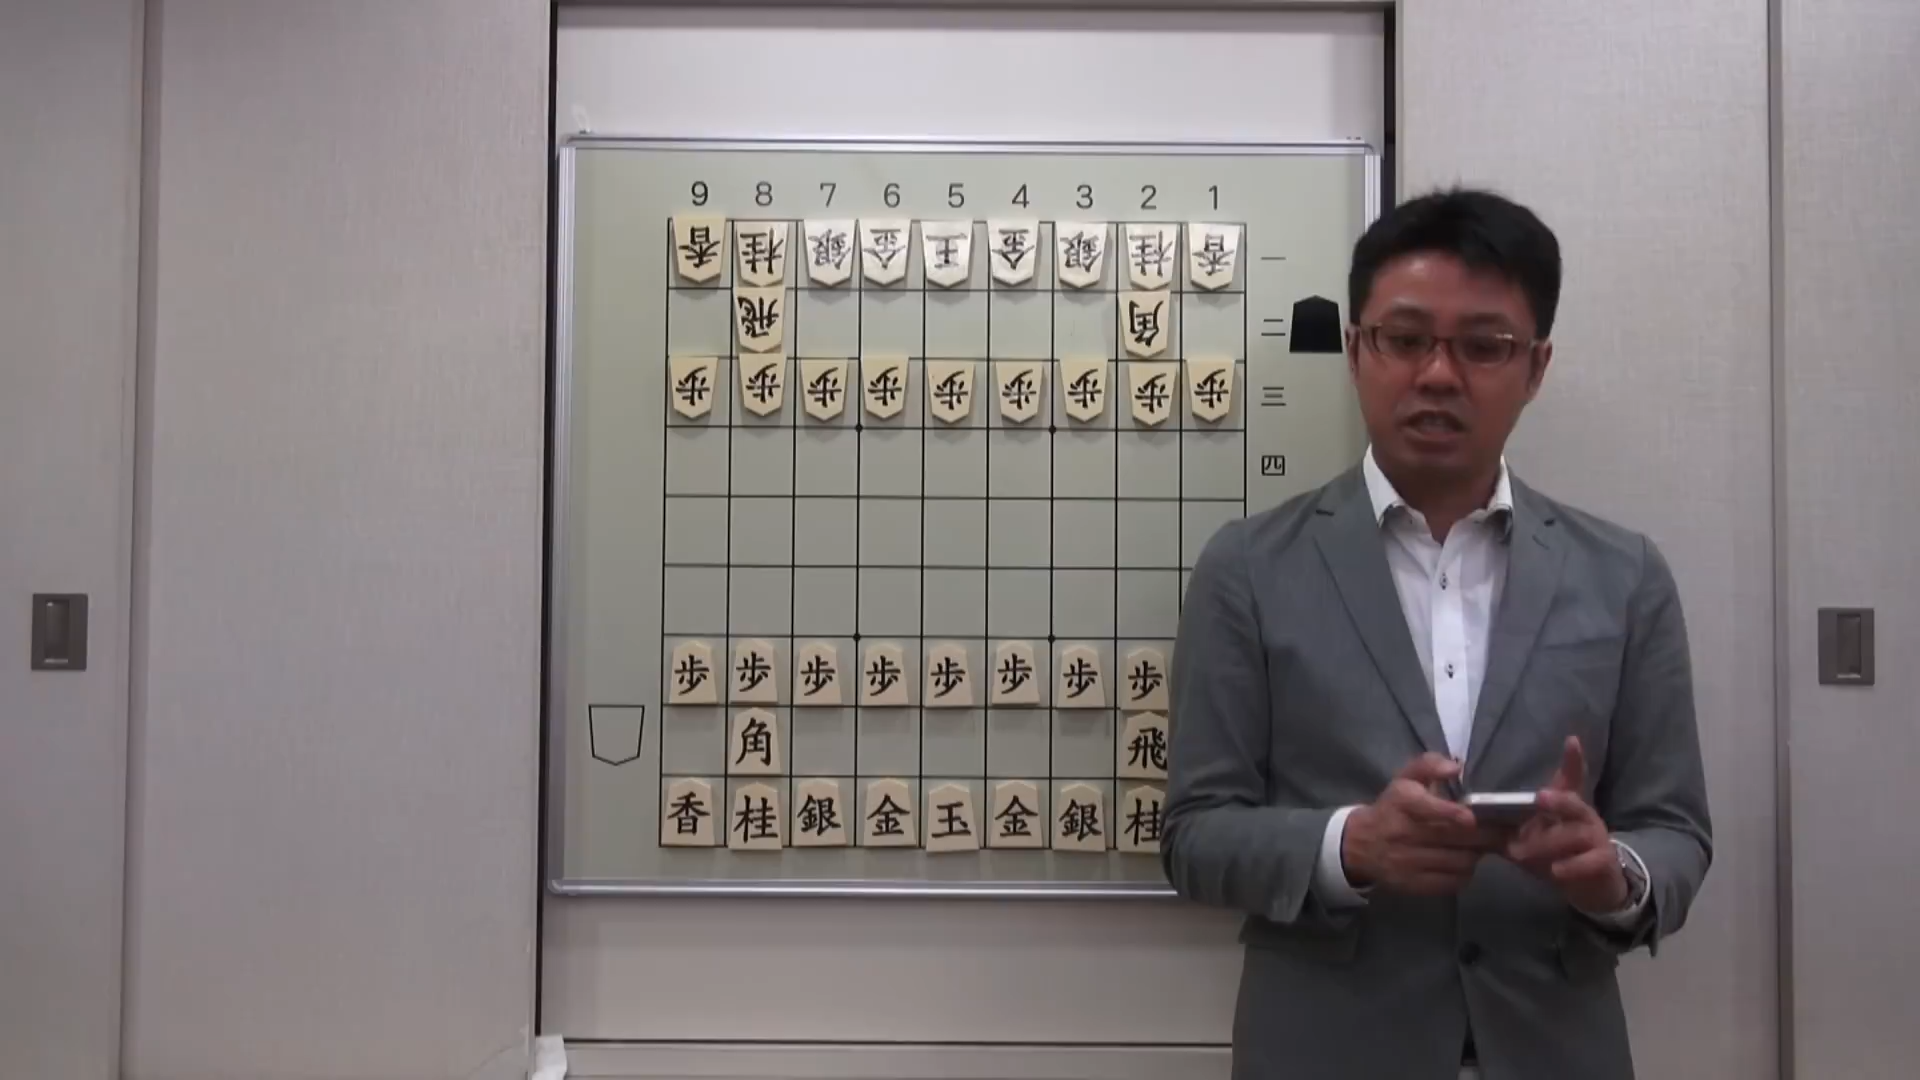 9 8 7 6 5 4 3 2 1
香 桂 銀 金 王 金 銀 桂 香 一
飛 角 二
歩 歩 歩 歩 歩 歩 歩 歩 歩 三
四
歩 歩 歩 歩 歩 歩 歩 歩
角 飛
香 桂 銀 金 玉 金 銀 桂